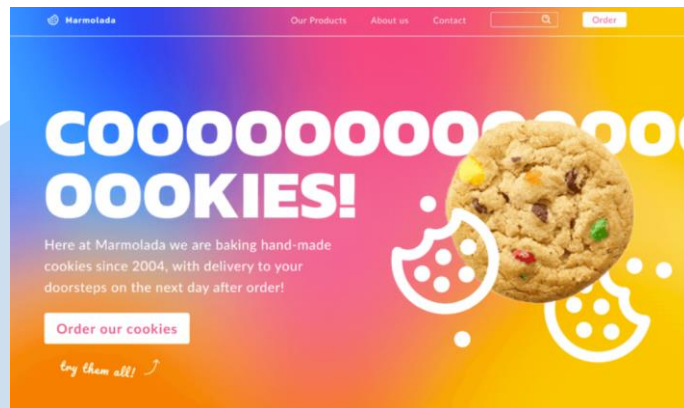 Marmolada
Our Products
About us
Contact
Order
COOOOOOOOOOOOOO
OOOKIES!
Here at Marmolada we are baking hand-made
cookies since 2004, with delivery to your
doorsteps on the next day after order!
Order our cookies
try them all!